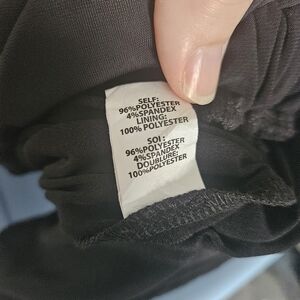 SELF:
96%POLYESTER
4%SPANDEX
LINING:
100% POLYESTER
SOI:
96%POLYESTER
4%SPANDEX
DOUBLURE:
100%POLYESTER